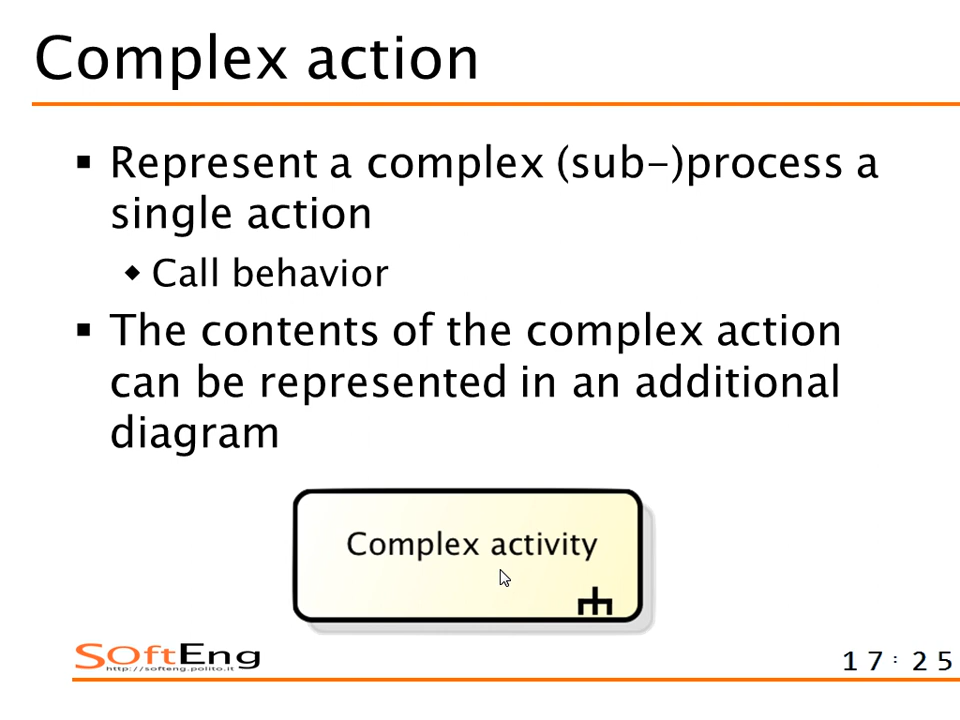 Complex action
Represent a complex (sub-)process a
single action
Call behavior
The contents of the complex action
can be represented in an additional
diagram
Complex activity
SOftEng
http://softeng.polito.it
17:25